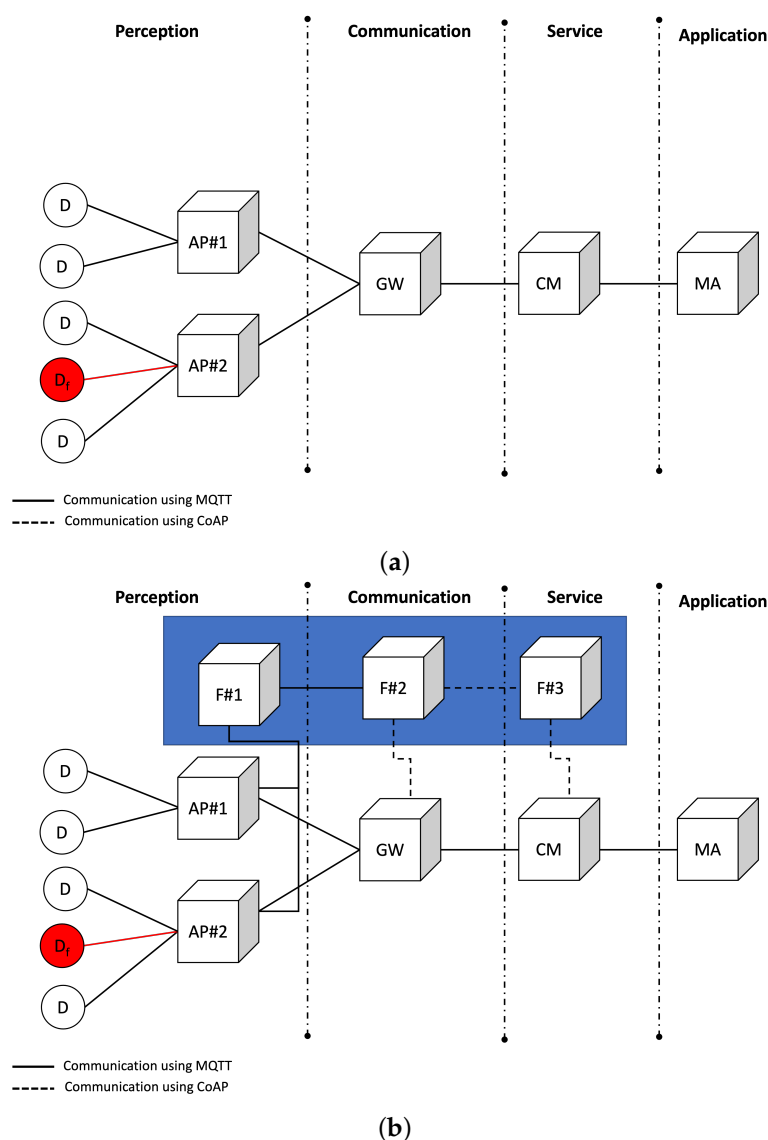 Perception Communication Service Application
D
AP#1
D
GW CM MA
D
AP#2
Df
D
Communication using MQTT
Communication using CoAP
(a)
Perception Communication Service Application
F#1 F#2 F#3
D
AP#1
D
GW CM MA
D
AP#2
Df
D
Communication using MQTT
Communication using CoAP
(b)